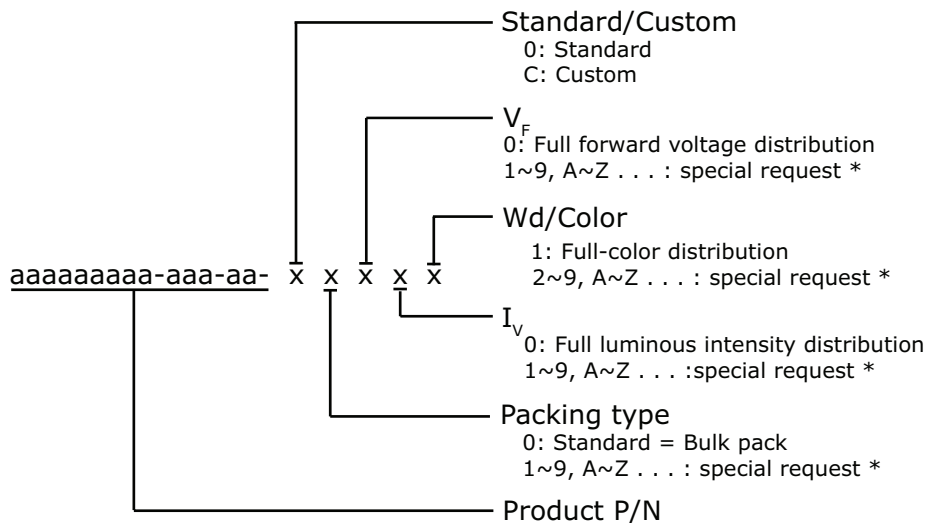 Standard/Custom
0: Standard
C: Custom
VF
0: Full forward voltage distribution
1~9, A~Z . . . : special request *
Wd/Color
1: Full-color distribution
2~9, A~Z . . . : special request *
aaaaaaaaa-aaa-aa- x x x x x
IV
0: Full luminous intensity distribution
1~9, A~Z . . . :special request *
Packing type
0: Standard = Bulk pack
1~9, A~Z . . . : special request *
Product P/N